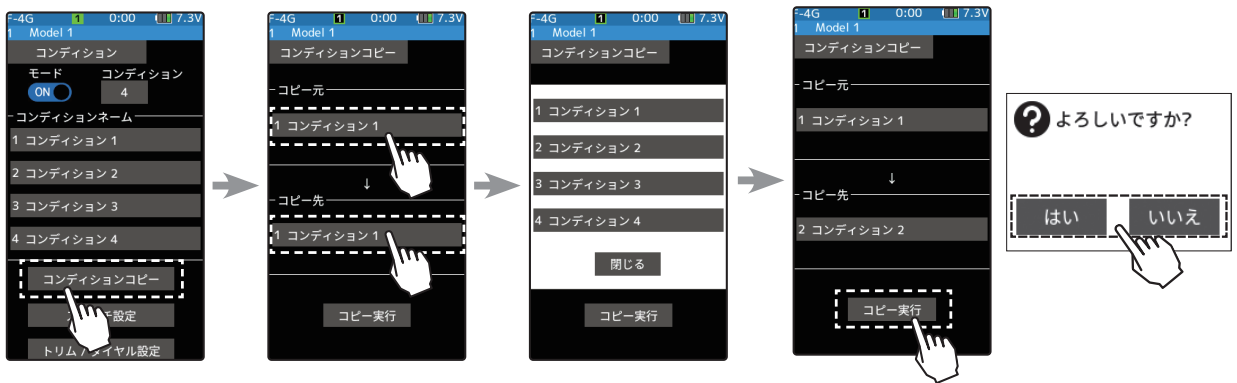 F-4G 1 0:00 7.3V
1 Model 1
コンディション
モード コンディション
ON 4
コンディションネーム
1 コンディション 1
2 コンディション 2
3 コンディション 3
4 コンディション 4
コンディションコピー
設定
トリム / ダイヤル設定
F-4G 1 0:00 7.3V
1 Model 1
コンディションコピー
コピー元
1 コンディション 1
↓
コピー先
1 コンディション 1
コピー実行
F-4G 1 0:00 7.3V
1 Model 1
コンディションコピー
1 コンディション 1
2 コンディション 2
3 コンディション 3
4 コンディション 4
閉じる
コピー実行
F-4G 1 0:00 7.3V
1 Model 1
コンディションコピー
コピー元
1 コンディション 1
↓
コピー先
2 コンディション 2
コピー実行
よろしいですか?
はい いいえ